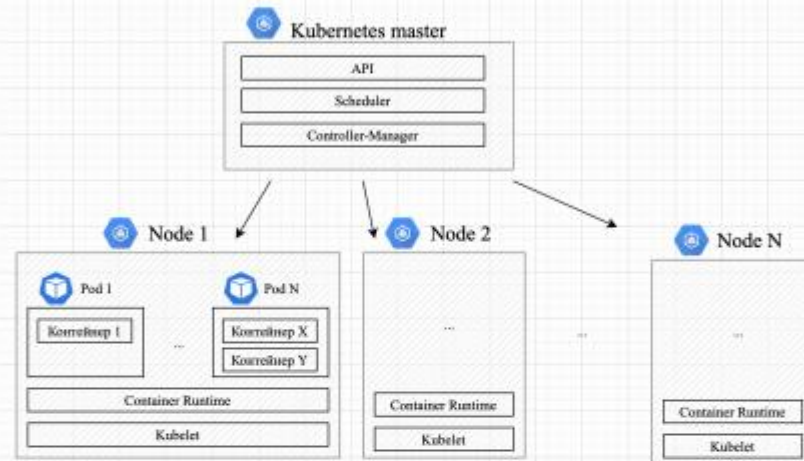 Kubernetes master
API
Scheduler
Controller-Manager
Node 1
Node 2
Node N
Pod 1
Pod N
Контейнер 1
...
Контейнер X
Контейнер Y
...
...
...
Container Runtime
Kubelet
Container Runtime
Kubelet
Container Runtime
Kubelet